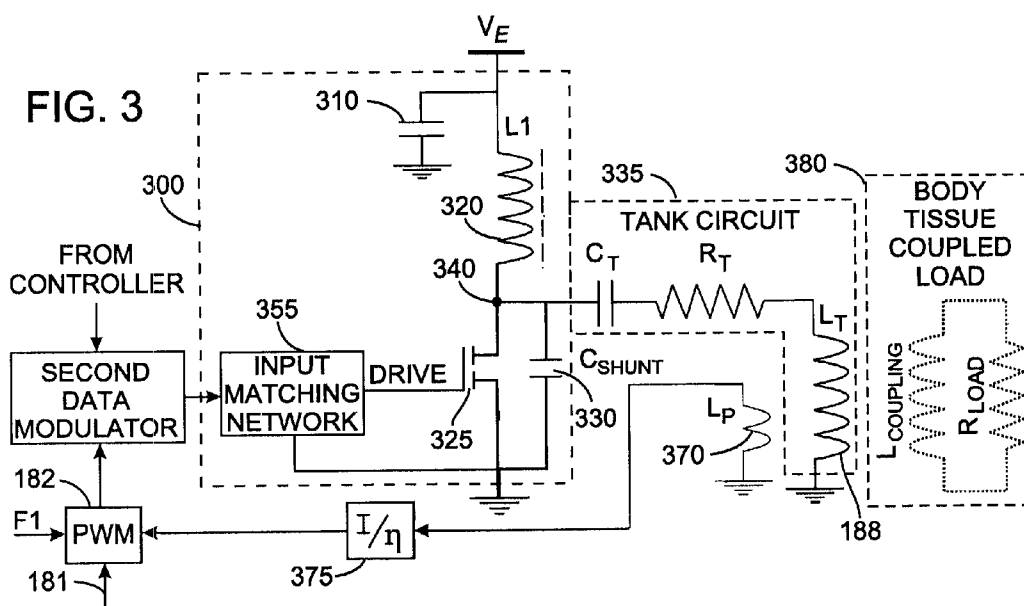 FIG. 3
V_E
310
L1
300
320
335
380
TANK CIRCUIT
BODY
TISSUE
COUPLED
LOAD
C_T
R_T
L_T
FROM
CONTROLLER
340
355
INPUT
MATCHING
NETWORK
DRIVE
325
C_SHUNT
330
L_P
370
L_COUPLING
R_LOAD
SECOND
DATA
MODULATOR
182
F1
PWM
181
I/η
375
188